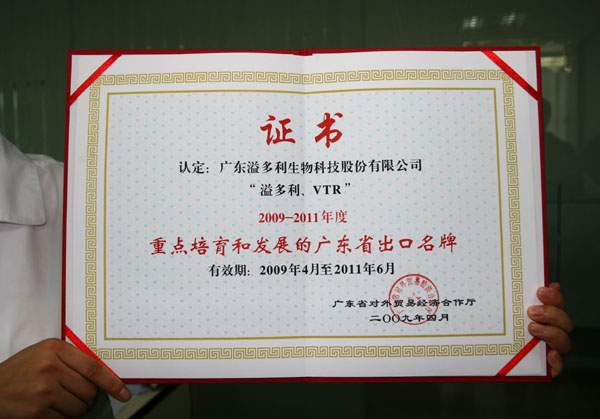 证书
认定：广东溢多利生物科技股份有限公司
“溢多利、VTR”
2009-2011年度
重点培育和发展的广东省出口名牌
有效期：2009年4月至2011年6月
广东省对外贸易经济合作厅
二〇〇九年四月